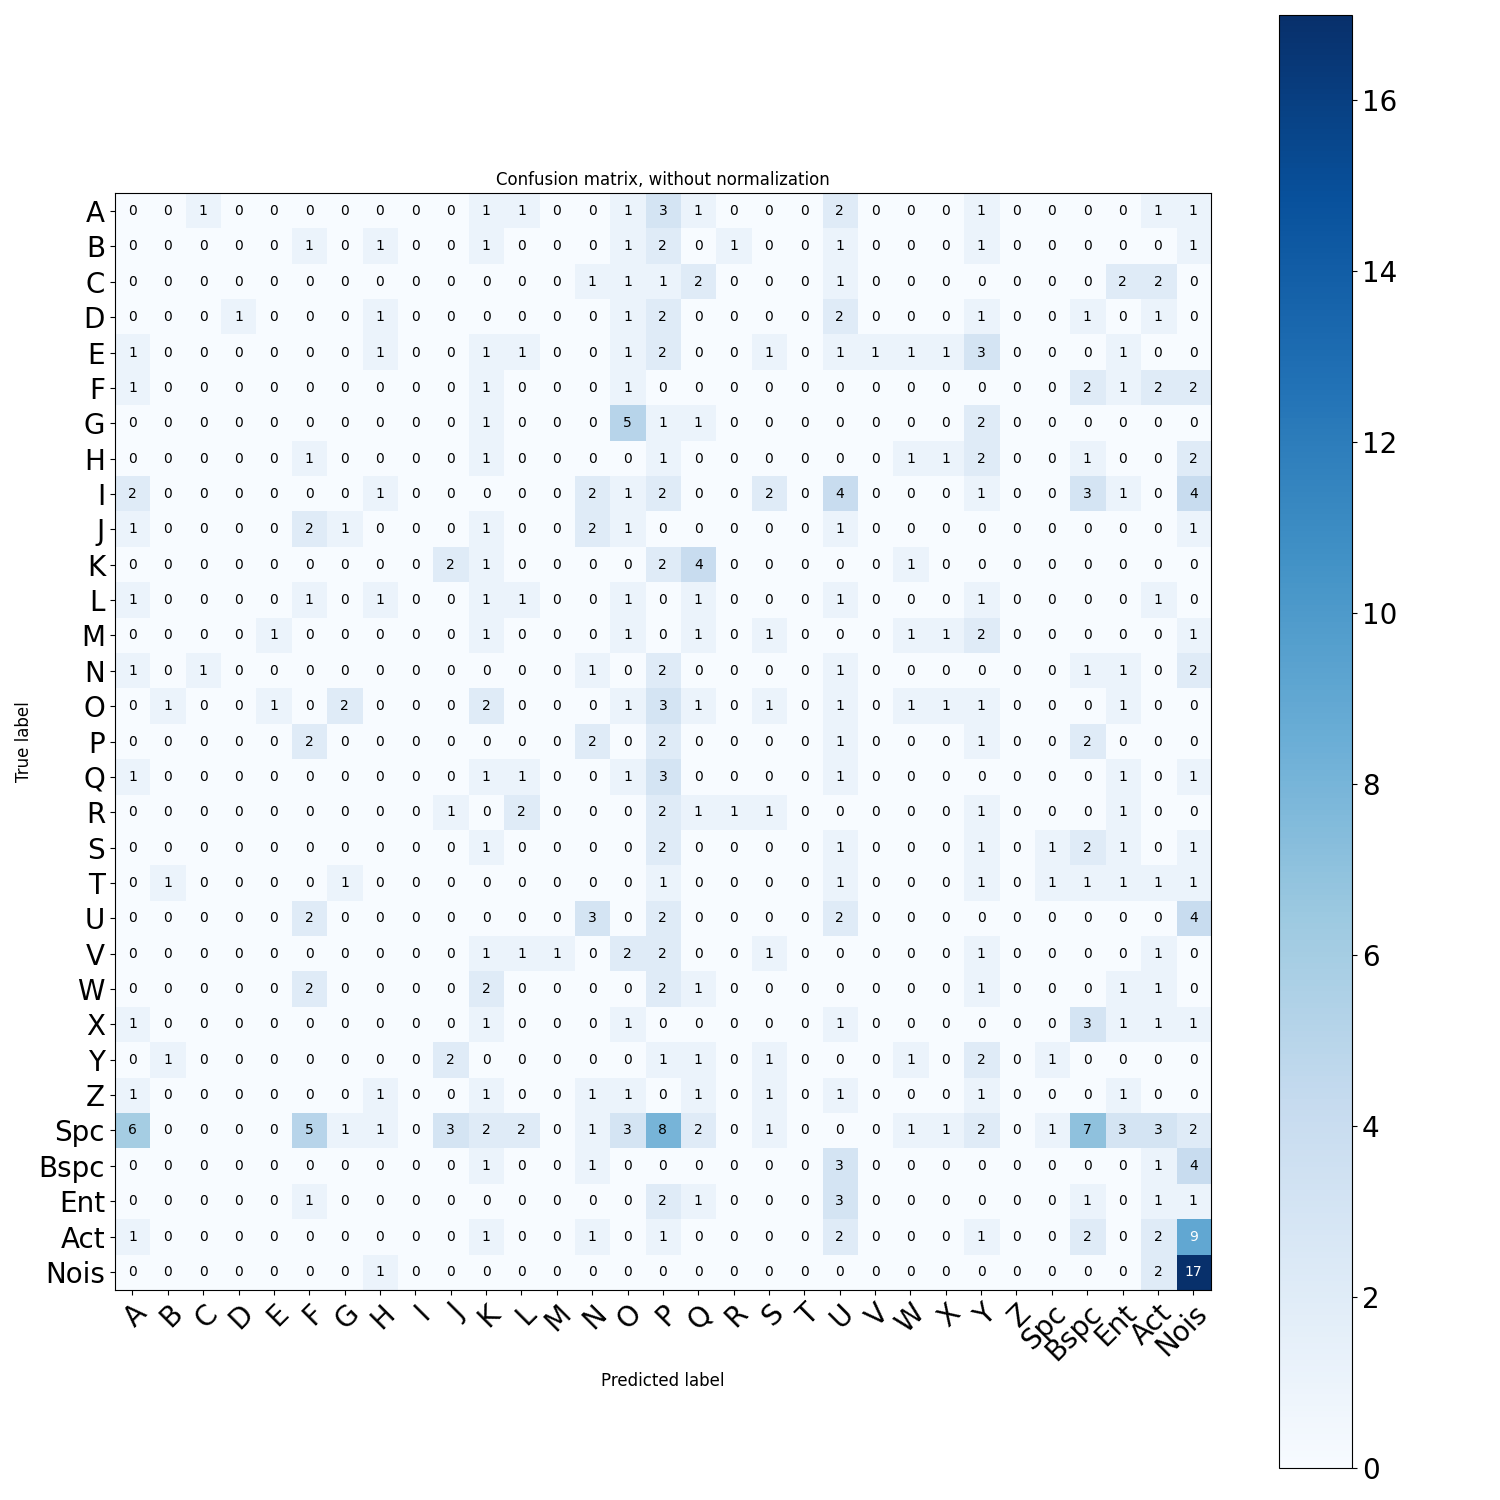 Confusion matrix, without normalization
A 0 0 1 0 0 0 0 0 0 0 1 1 0 0 1 3 1 0 0 0 2 0 0 0 1 0 0 0 0 1 1
B 0 0 0 0 0 1 0 1 0 0 1 0 0 0 1 2 0 1 0 0 1 0 0 0 1 0 0 0 0 0 1
C 0 0 0 0 0 0 0 0 0 0 0 0 0 1 1 1 2 0 0 0 1 0 0 0 0 0 0 0 2 2 0
D 0 0 0 1 0 0 0 1 0 0 0 0 0 0 1 2 0 0 0 0 2 0 0 0 1 0 0 1 0 1 0
E 1 0 0 0 0 0 0 1 0 0 1 1 0 0 1 2 0 0 1 0 1 1 1 1 3 0 0 0 1 0 0
F 1 0 0 0 0 0 0 0 0 0 1 0 0 0 1 0 0 0 0 0 0 0 0 0 0 0 0 2 1 2 2
G 0 0 0 0 0 0 0 0 0 0 1 0 0 0 5 1 1 0 0 0 0 0 0 0 2 0 0 0 0 0 0
H 0 0 0 0 0 1 0 0 0 0 1 0 0 0 0 1 0 0 0 0 0 0 1 1 2 0 0 1 0 0 2
I 2 0 0 0 0 0 0 1 0 0 0 0 0 2 1 2 0 0 2 0 4 0 0 0 1 0 0 3 1 0 4
J 1 0 0 0 0 2 1 0 0 0 1 0 0 2 1 0 0 0 0 0 1 0 0 0 0 0 0 0 0 0 1
K 0 0 0 0 0 0 0 0 0 2 1 0 0 0 0 2 4 0 0 0 0 0 1 0 0 0 0 0 0 0 0
L 1 0 0 0 0 1 0 1 0 0 1 1 0 0 1 0 1 0 0 0 1 0 0 0 1 0 0 0 0 1 0
M 0 0 0 0 1 0 0 0 0 0 1 0 0 0 1 0 1 0 1 0 0 0 1 1 2 0 0 0 0 0 1
N 1 0 1 0 0 0 0 0 0 0 0 0 0 1 0 2 0 0 0 0 1 0 0 0 0 0 0 1 1 0 2
O 0 1 0 0 1 0 2 0 0 0 2 0 0 0 1 3 1 0 1 0 1 0 1 1 1 0 0 0 1 0 0
P 0 0 0 0 0 2 0 0 0 0 0 0 0 2 0 2 0 0 0 0 1 0 0 0 1 0 0 2 0 0 0
Q 1 0 0 0 0 0 0 0 0 0 1 1 0 0 1 3 0 0 0 0 1 0 0 0 0 0 0 0 1 0 1
R 0 0 0 0 0 0 0 0 0 1 0 2 0 0 0 2 1 1 1 0 0 0 0 0 1 0 0 0 1 0 0
S 0 0 0 0 0 0 0 0 0 0 1 0 0 0 0 2 0 0 0 0 1 0 0 0 1 0 1 2 1 0 1
T 0 1 0 0 0 0 1 0 0 0 0 0 0 0 0 1 0 0 0 0 1 0 0 0 1 0 1 1 1 1 1
U 0 0 0 0 0 2 0 0 0 0 0 0 0 3 0 2 0 0 0 0 2 0 0 0 0 0 0 0 0 0 4
V 0 0 0 0 0 0 0 0 0 0 1 1 1 0 2 2 0 0 1 0 0 0 0 0 1 0 0 0 0 1 0
W 0 0 0 0 0 2 0 0 0 0 2 0 0 0 0 2 1 0 0 0 0 0 0 0 1 0 0 0 1 1 0
X 1 0 0 0 0 0 0 0 0 0 1 0 0 0 1 0 0 0 0 0 1 0 0 0 0 0 0 3 1 1 1
Y 0 1 0 0 0 0 0 0 0 2 0 0 0 0 0 1 1 0 1 0 0 0 1 0 2 0 1 0 0 0 0
Z 1 0 0 0 0 0 0 1 0 0 1 0 0 1 1 0 1 0 1 0 1 0 0 0 1 0 0 0 1 0 0
Spc 6 0 0 0 0 5 1 1 0 3 2 2 0 1 3 8 2 0 1 0 0 0 1 1 2 0 1 7 3 3 2
Bspc 0 0 0 0 0 0 0 0 0 0 1 0 0 1 0 0 0 0 0 0 3 0 0 0 0 0 0 0 0 1 4
Ent 0 0 0 0 0 1 0 0 0 0 0 0 0 0 0 2 1 0 0 0 3 0 0 0 0 0 0 1 0 1 1
Act 1 0 0 0 0 0 0 0 0 0 1 0 0 1 0 1 0 0 0 0 2 0 0 0 1 0 0 2 0 2 9
Nois 0 0 0 0 0 0 0 1 0 0 0 0 0 0 0 0 0 0 0 0 0 0 0 0 0 0 0 0 0 2 17
A B C D E F G H I J K L M N O P Q R S T U V W X Y Z Spc Bspc Ent Act Nois
Predicted label
True label
16
14
12
10
8
6
4
2
0